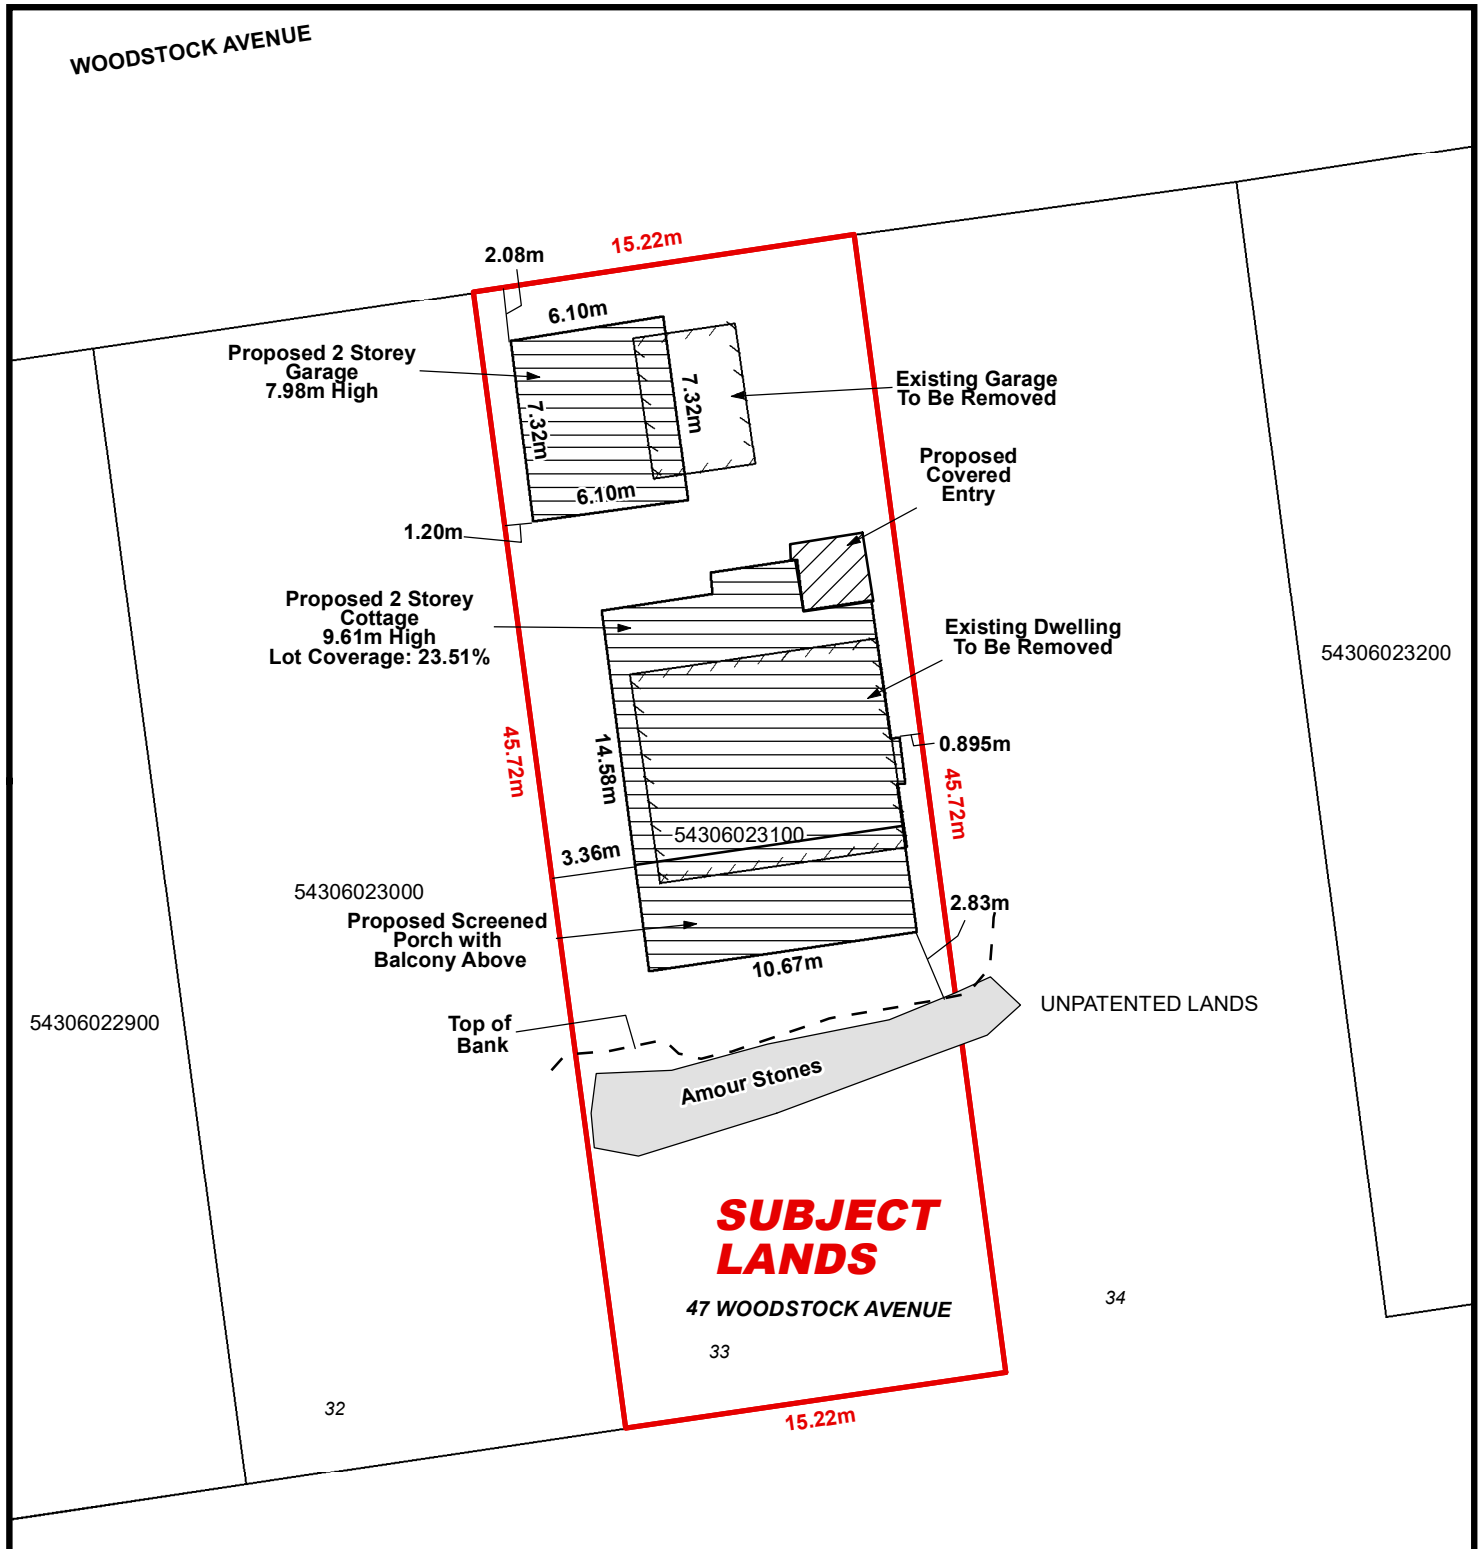 WOODSTOCK AVENUE
15.22m
2.08m
6.10m
Proposed 2 Storey
Garage
7.98m High
7.32m
7.32m
Existing Garage
To Be Removed
6.10m
Proposed
Covered
Entry
1.20m
Proposed 2 Storey
Cottage
9.61m High
Lot Coverage: 23.51%
Existing Dwelling
To Be Removed
54306023200
45.72m
14.58m
0.895m
45.72m
54306023100
3.36m
54306023000
Proposed Screened
Porch with
Balcony Above
2.83m
10.67m
54306022900
Top of
Bank
UNPATENTED LANDS
Amour Stones
SUBJECT
LANDS
47 WOODSTOCK AVENUE
34
33
32
15.22m